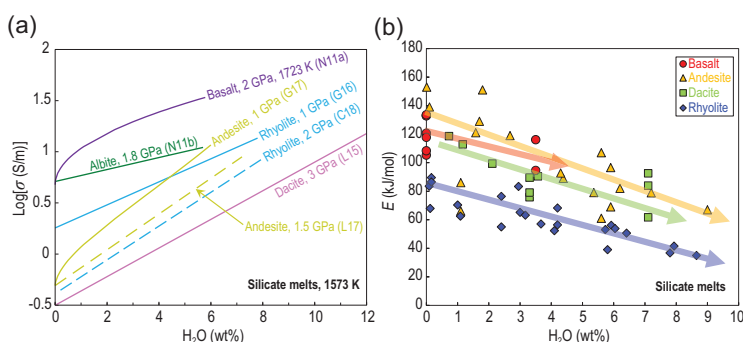 (a)
Log[σ (S/m)]
2
1.5
1
0.5
0
-0.5
Basalt, 2 GPa, 1723 K (N11a)
Andesite, 1 GPa (G17)
Albite, 1.8 GPa (N11b)
Rhyolite, 1 GPa (G16)
Rhyolite, 2 GPa (C18)
Dacite, 3 GPa (L15)
Andesite, 1.5 GPa (L17)
Silicate melts, 1573 K
0 2 4 6 8 10 12
H2O (wt%)
(b)
E (kJ/mol)
180
160
140
120
100
80
60
40
20
0
Basalt
Andesite
Dacite
Rhyolite
Silicate melts
0 1 2 3 4 5 6 7 8 9 10
H2O (wt%)